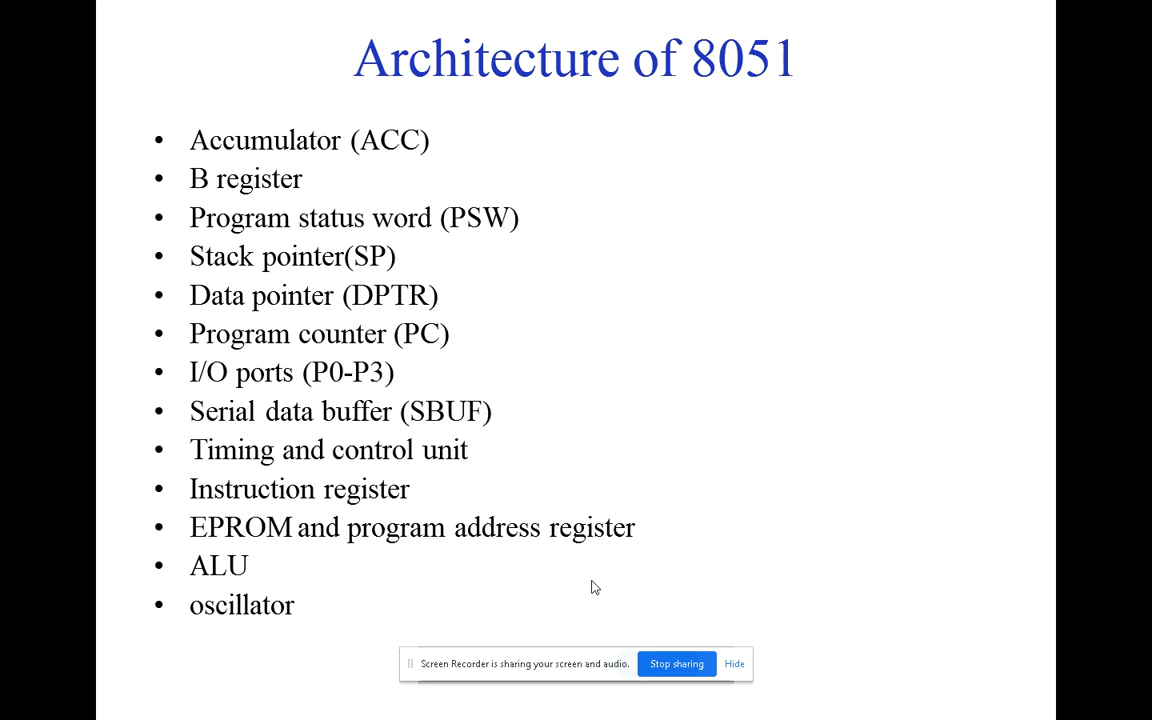 Architecture of 8051
• Accumulator (ACC)
• B register
• Program status word (PSW)
• Stack pointer(SP)
• Data pointer (DPTR)
• Program counter (PC)
• I/O ports (P0-P3)
• Serial data buffer (SBUF)
• Timing and control unit
• Instruction register
• EPROM and program address register
• ALU
• oscillator
Screen Recorder is sharing your screen and audio. Stop sharing Hide